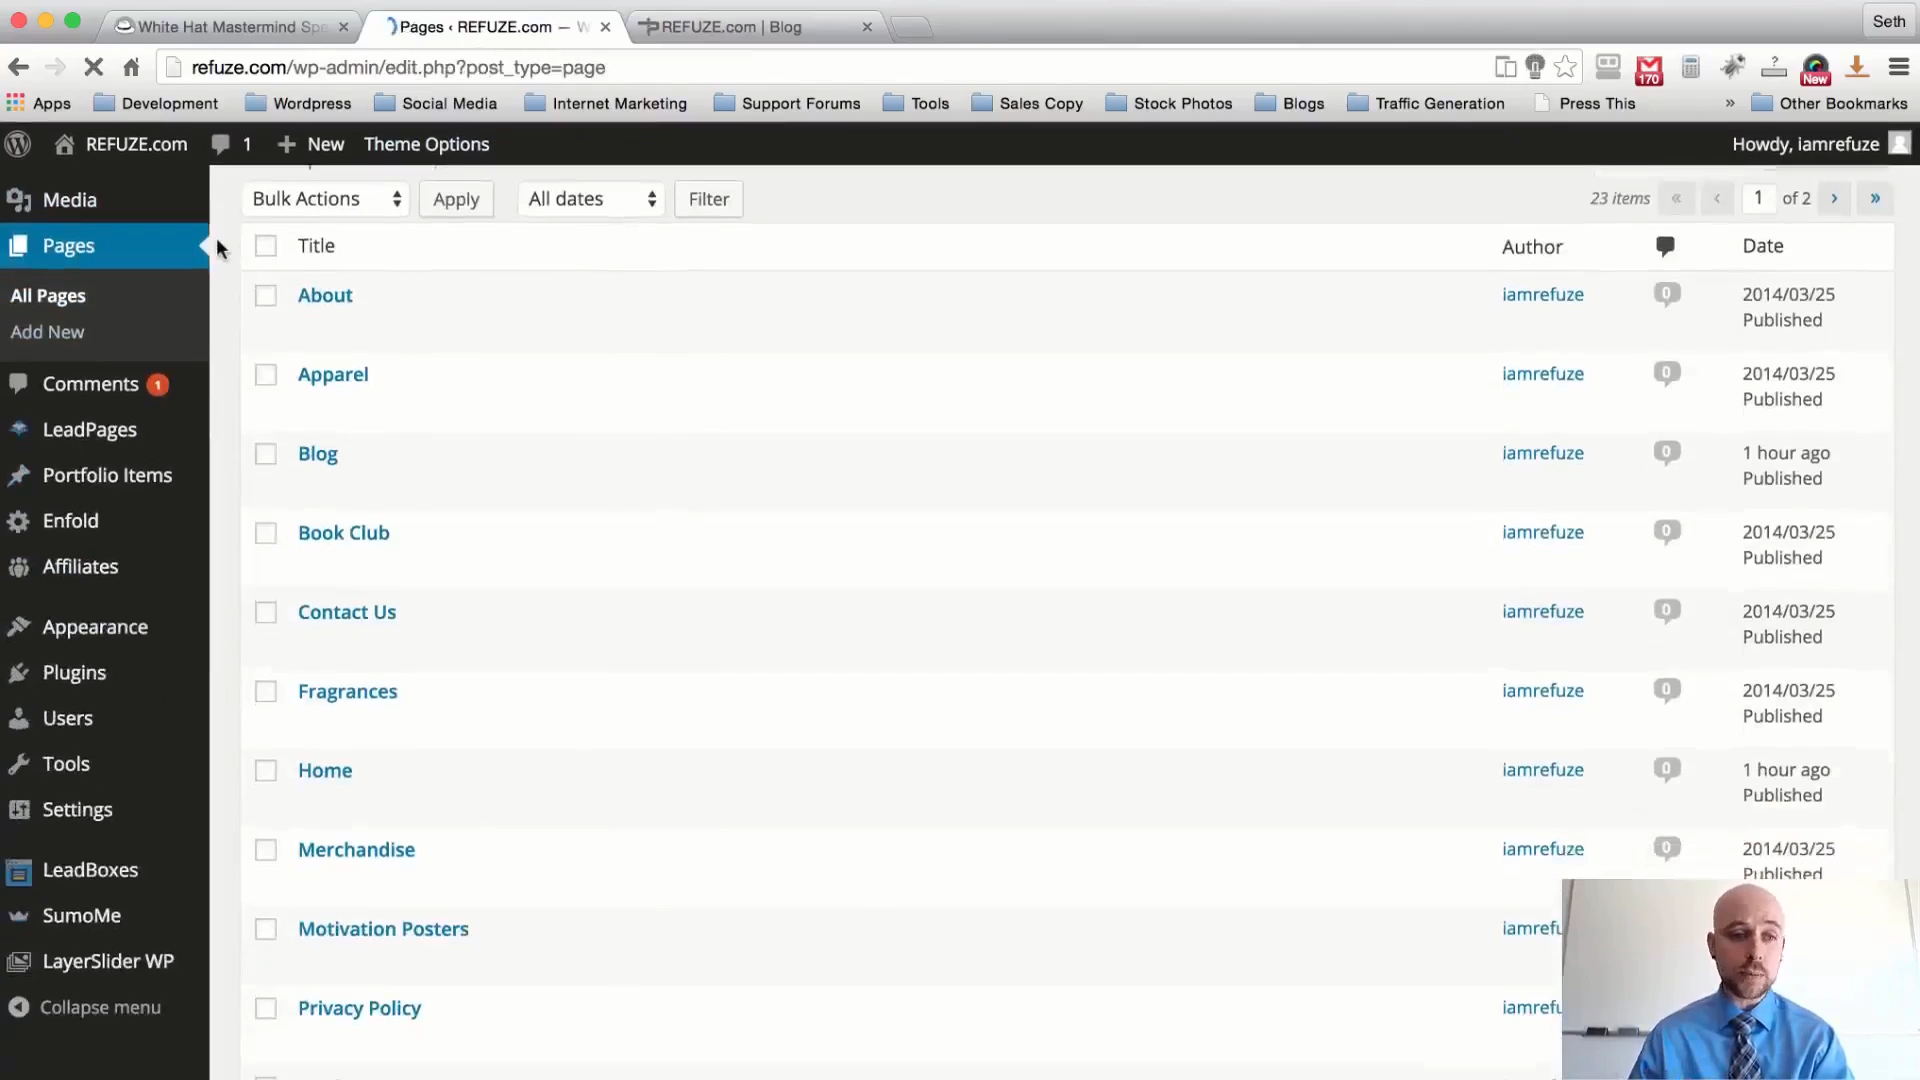 White Hat Mastermind Spe
Pages ‹ REFUZE.com — W
REFUZE.com | Blog
Seth
refuze.com/wp-admin/edit.php?post_type=page
170
?
New
Apps
Development
Wordpress
Social Media
Internet Marketing
Support Forums
Tools
Sales Copy
Stock Photos
Blogs
Traffic Generation
Press This
»
Other Bookmarks
REFUZE.com
1
+ New
Theme Options
Howdy, iamrefuze
Media
Pages
All Pages
Add New
Comments 1
LeadPages
Portfolio Items
Enfold
Affiliates
Appearance
Plugins
Users
Tools
Settings
LeadBoxes
SumoMe
LayerSlider WP
Collapse menu
Bulk Actions
Apply
All dates
Filter
23 items « ‹ 1 of 2 › »
Title Author Date
About iamrefuze 0 2014/03/25
Published
Apparel iamrefuze 0 2014/03/25
Published
Blog iamrefuze 0 1 hour ago
Published
Book Club iamrefuze 0 2014/03/25
Published
Contact Us iamrefuze 0 2014/03/25
Published
Fragrances iamrefuze 0 2014/03/25
Published
Home iamrefuze 0 1 hour ago
Published
Merchandise iamrefuze 0 2014/03/25
Published
Motivation Posters iamrefu
Privacy Policy iamrefu